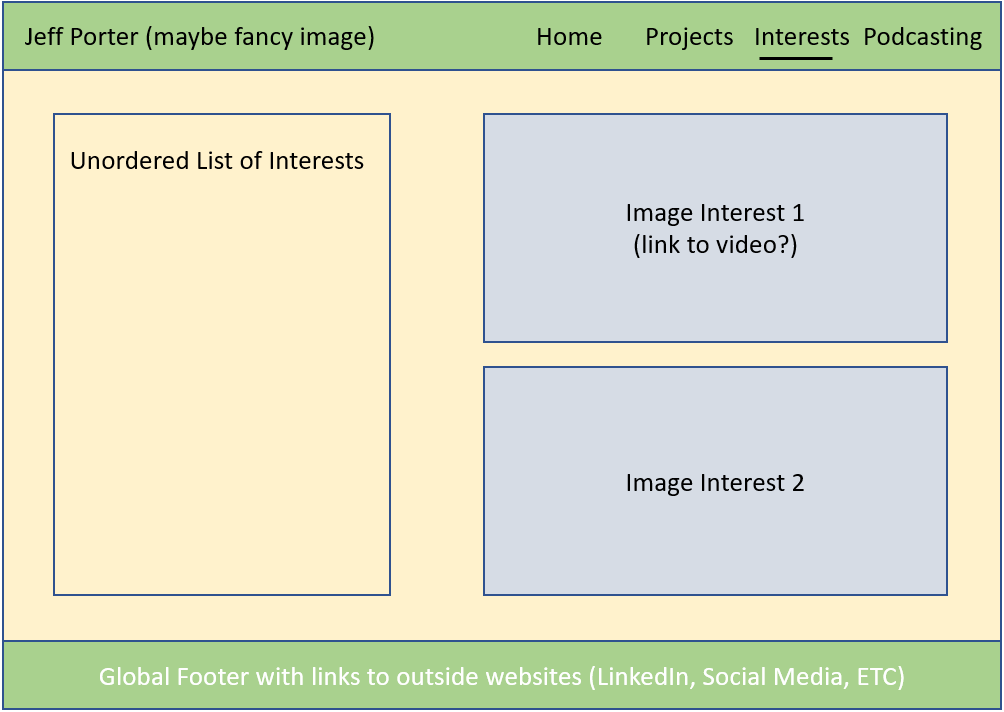 Jeff Porter (maybe fancy image) Home Projects Interests Podcasting
Unordered List of Interests
Image Interest 1
(link to video?)
Image Interest 2
Global Footer with links to outside websites (LinkedIn, Social Media, ETC)